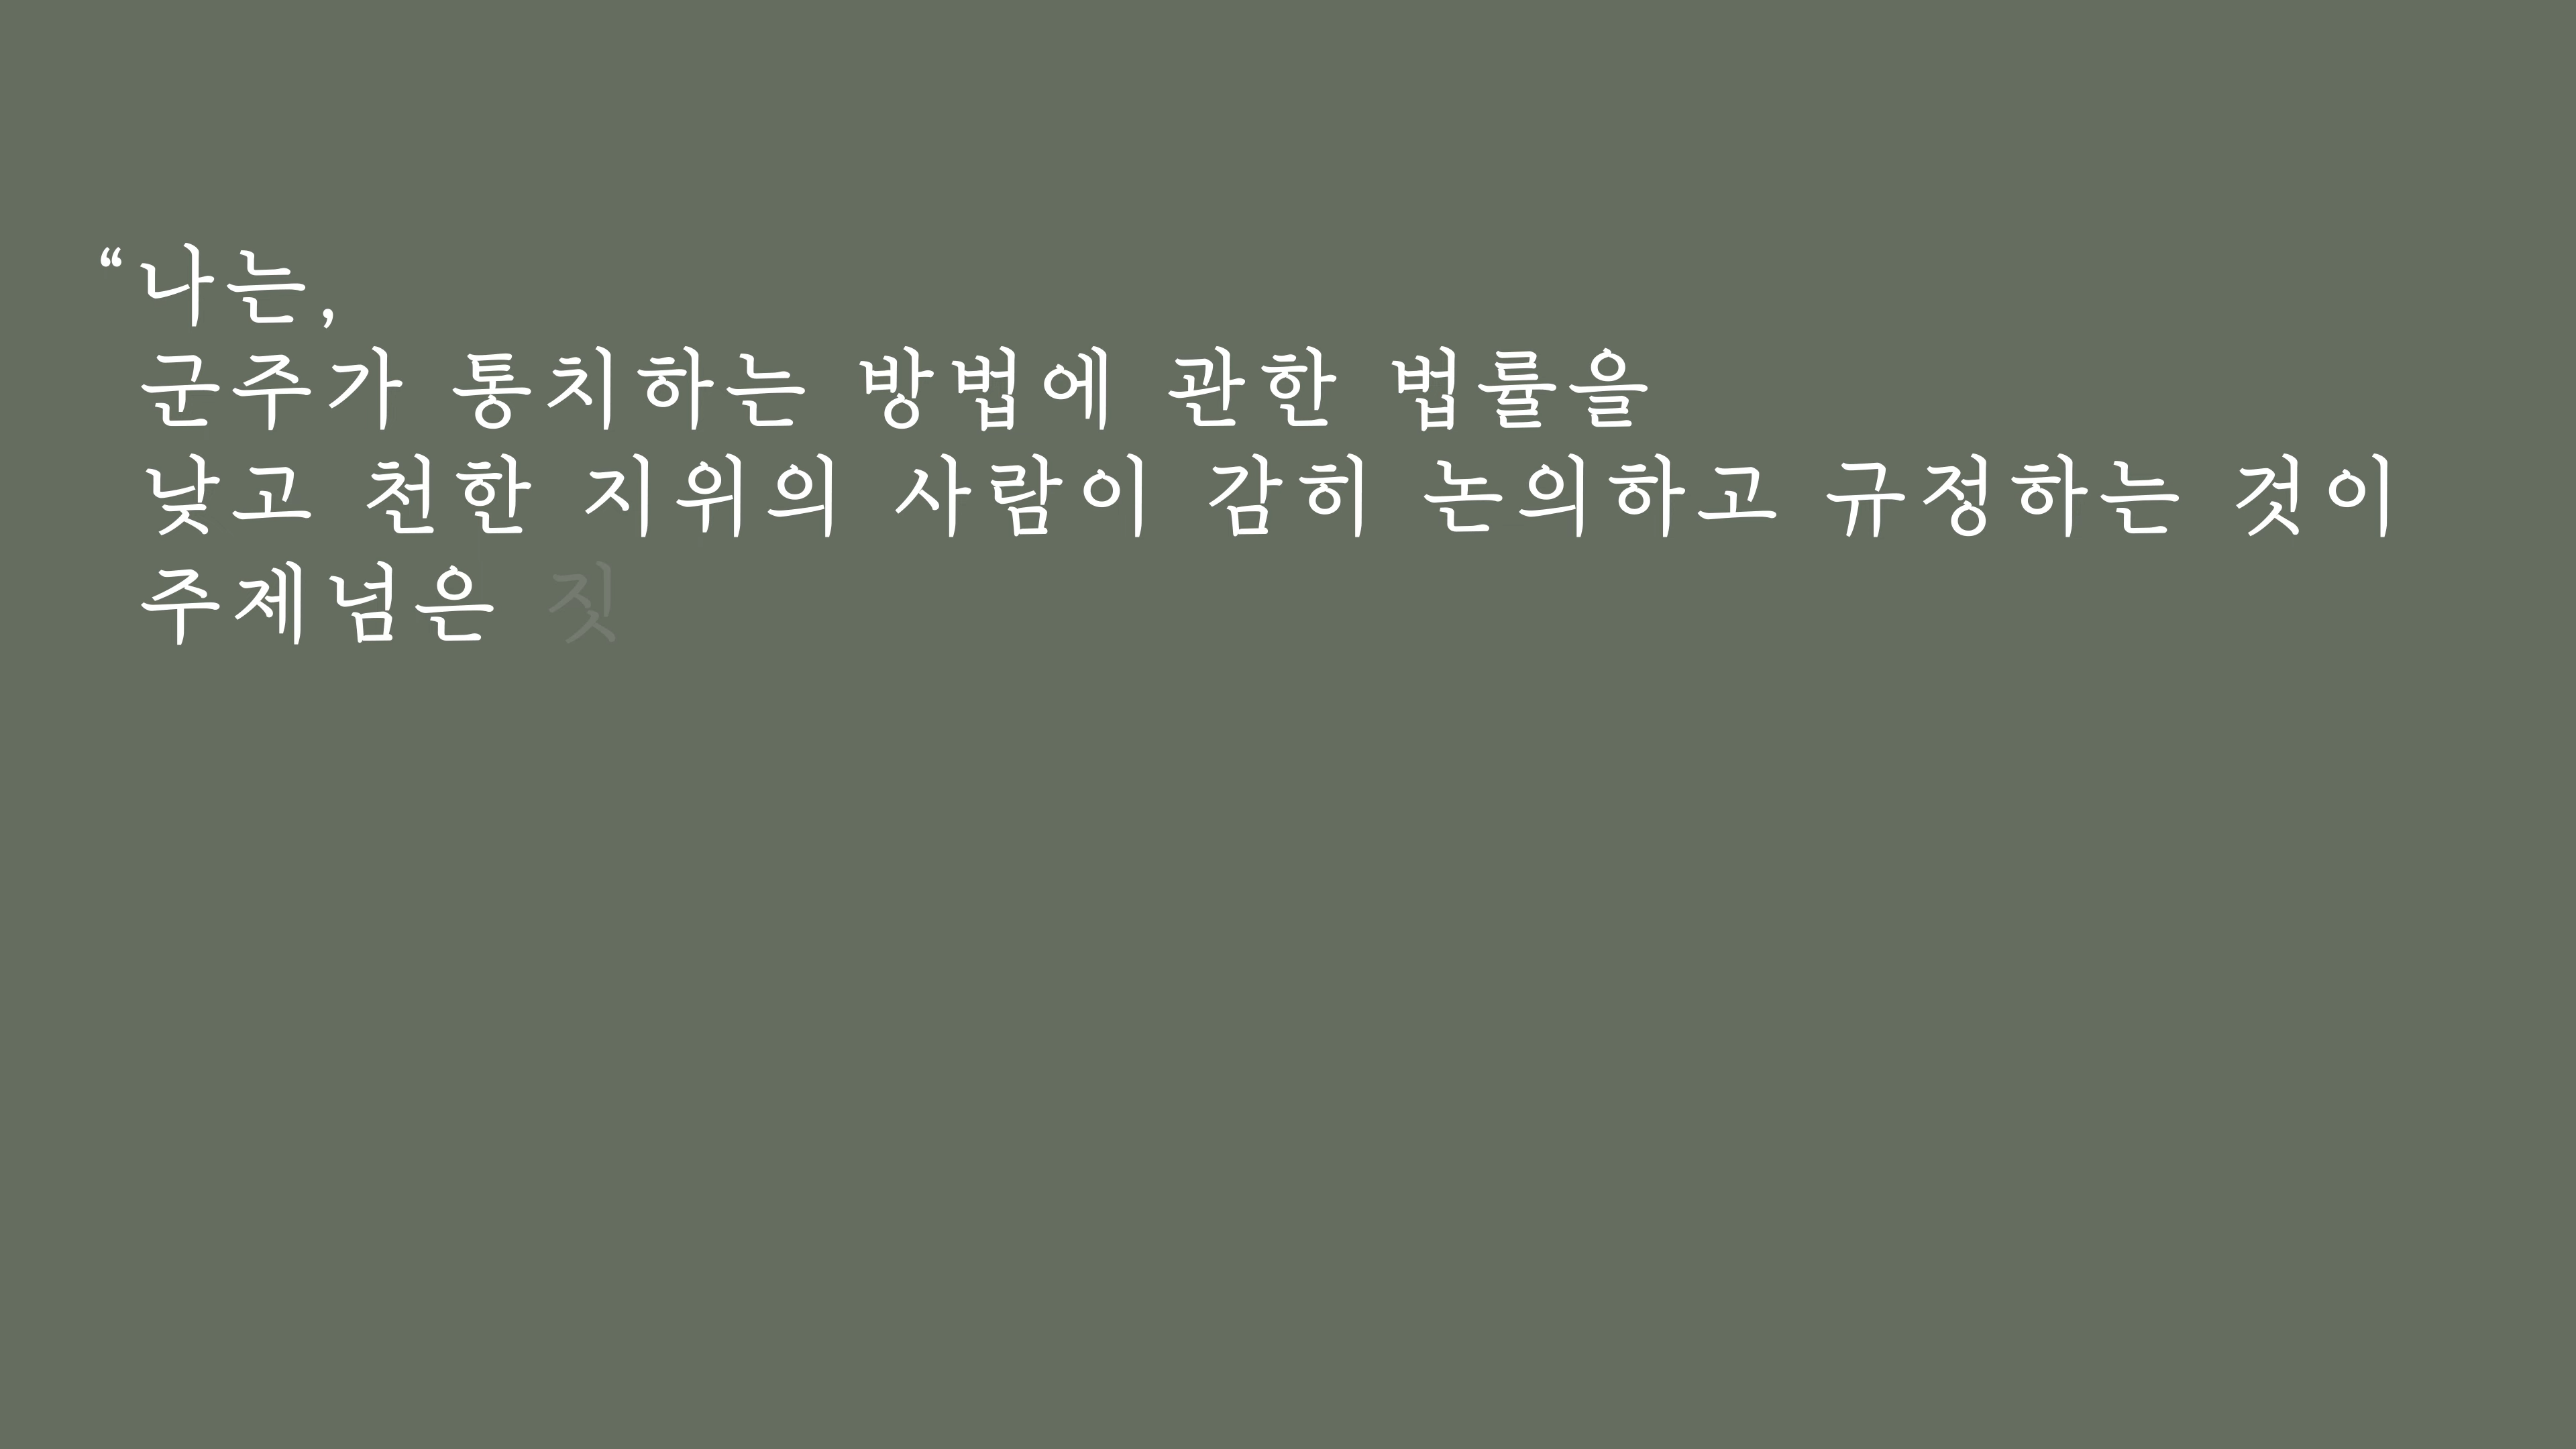 “나는,
군주가 통치하는 방법에 관한 법률을
낮고 천한 지위의 사람이 감히 논의하고 규정하는 것이
주제넘은 짓